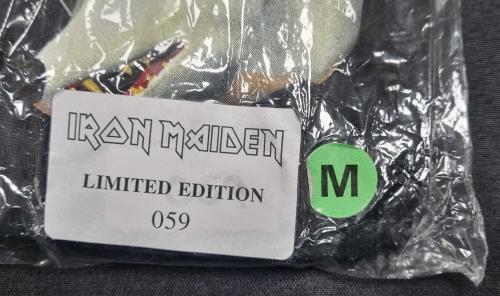 IRON MAIDEN
LIMITED EDITION
059
M